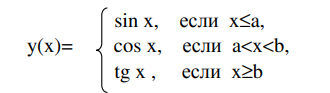 sin x, если x≤a,
y(x)= cos x, если a<x<b,
tg x , если x≥b